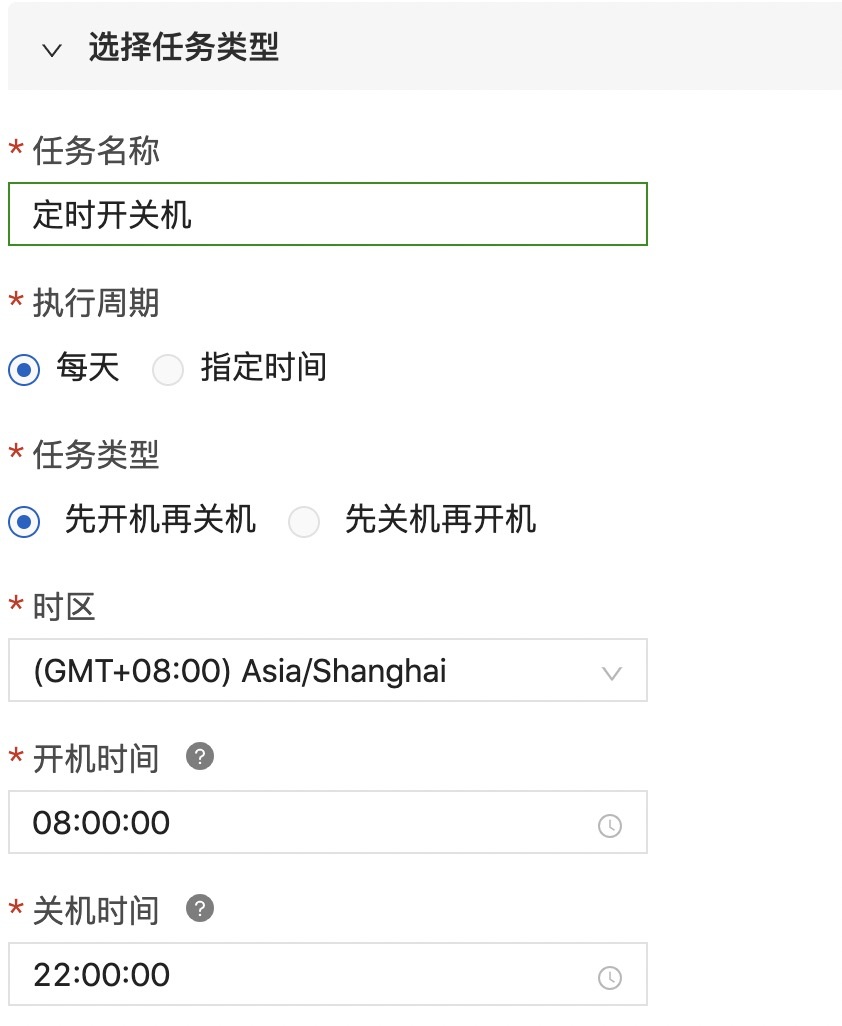 选择任务类型
* 任务名称
定时开关机
* 执行周期
每天 指定时间
* 任务类型
先开机再关机 先关机再开机
* 时区
(GMT+08:00) Asia/Shanghai
* 开机时间 ?
08:00:00
* 关机时间 ?
22:00:00